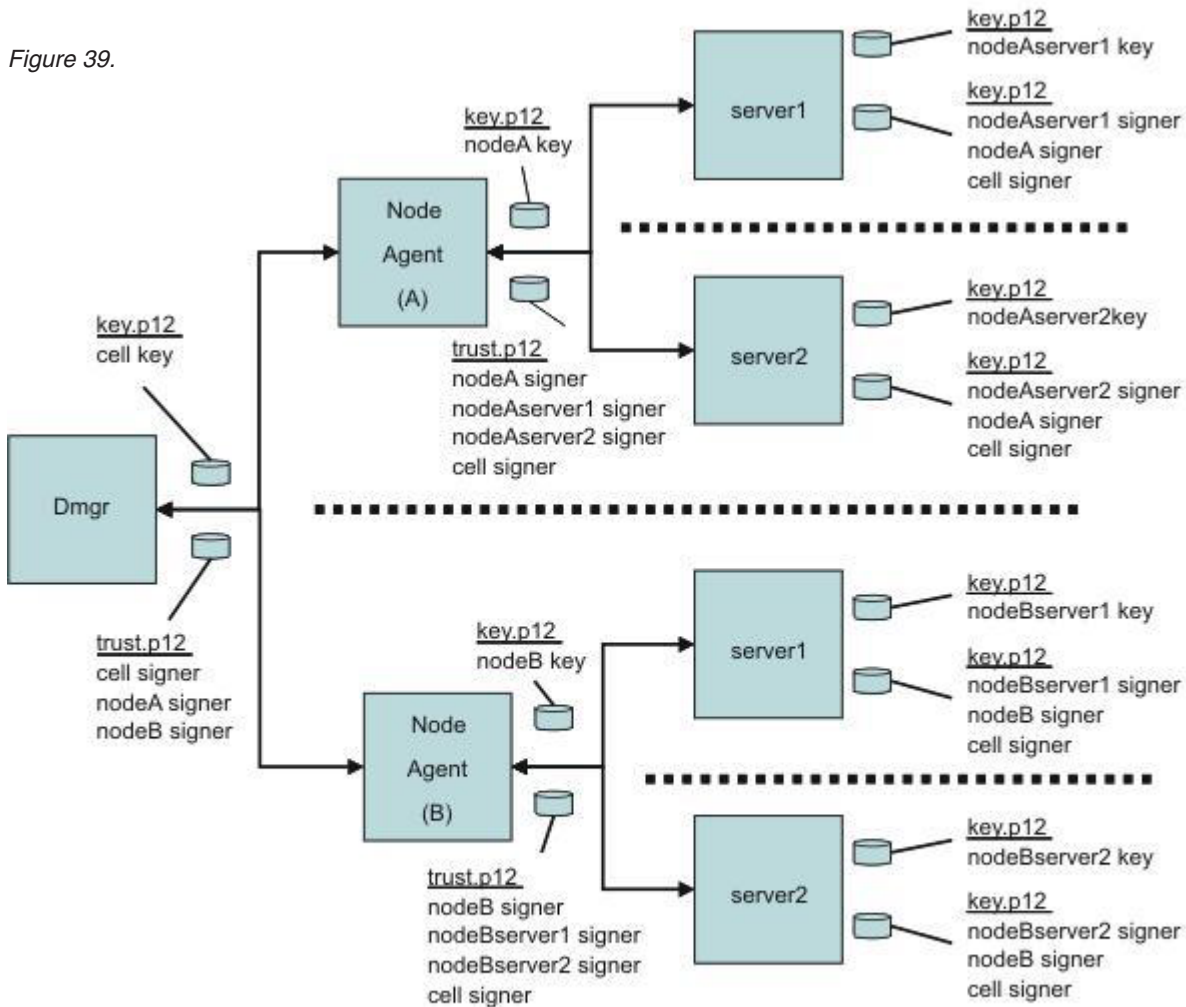 Figure 39.
key.p12
nodeAserver1 key
server1
key.p12
nodeAserver1 signer
nodeA signer
cell signer
key.p12
nodeA key
Node
Agent
(A)
trust.p12
nodeA signer
nodeAserver1 signer
nodeAserver2 signer
cell signer
server2
key.p12
nodeAserver2key
key.p12
nodeAserver2 signer
nodeA signer
cell signer
key.p12
cell key
Dmgr
trust.p12
cell signer
nodeA signer
nodeB signer
key.p12
nodeB key
Node
Agent
(B)
trust.p12
nodeB signer
nodeBserver1 signer
nodeBserver2 signer
cell signer
server1
key.p12
nodeBserver1 key
key.p12
nodeBserver1 signer
nodeB signer
cell signer
server2
key.p12
nodeBserver2 key
key.p12
nodeBserver2 signer
nodeB signer
cell signer